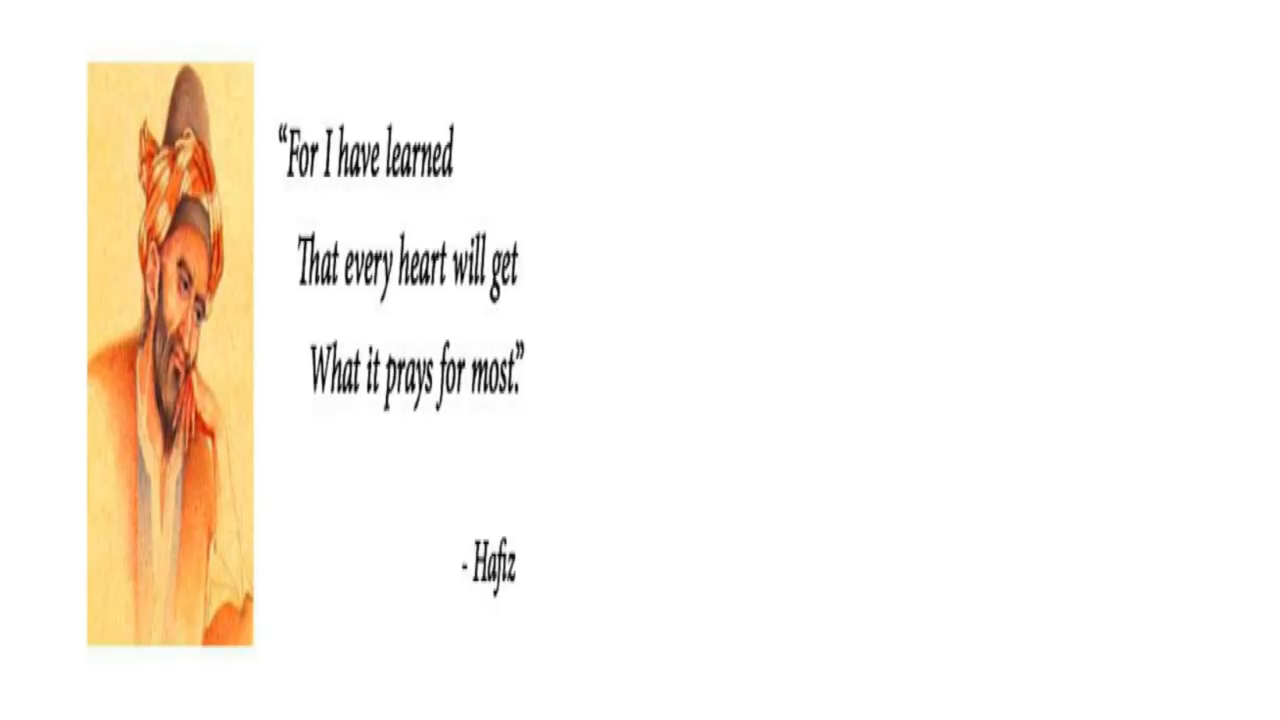 “For I have learned
That every heart will get
What it prays for most.”
- Hafiz